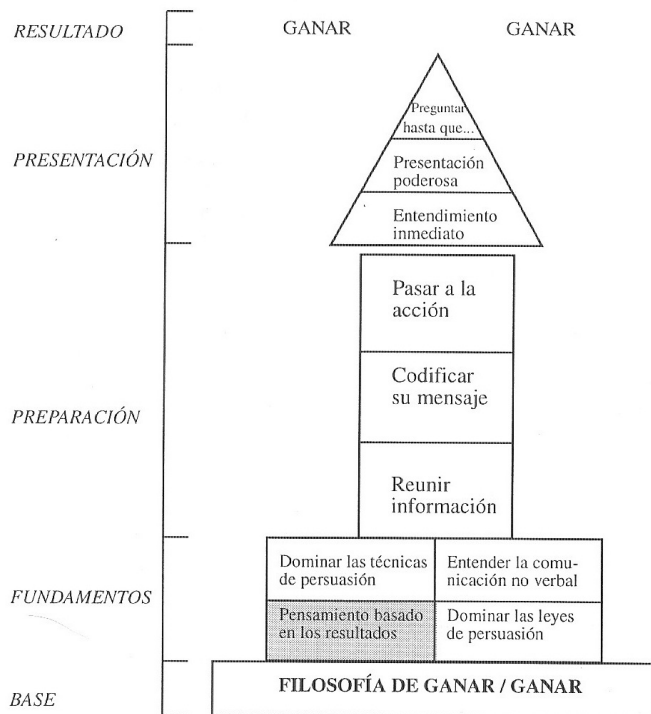 RESULTADO
GANAR
GANAR
PRESENTACIÓN
Preguntar
hasta que...
Presentación
poderosa
Entendimiento
inmediato
PREPARACIÓN
Pasar a la
acción
Codificar
su mensaje
Reunir
información
FUNDAMENTOS
Dominar las técnicas
de persuasión
Entender la comu-
nicación no verbal
Pensamiento basado
en los resultados
Dominar las leyes
de persuasión
BASE
FILOSOFÍA DE GANAR / GANAR